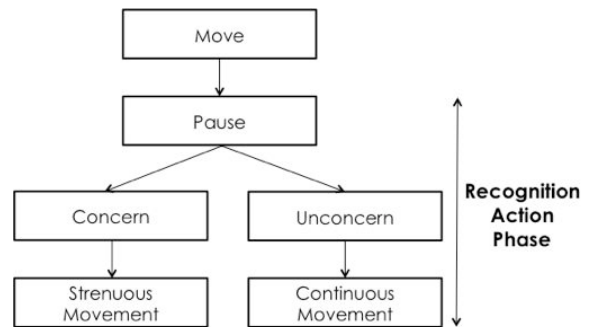 Move
Pause
Concern
Unconcern
Recognition
Action
Phase
Strenuous
Movement
Continuous
Movement